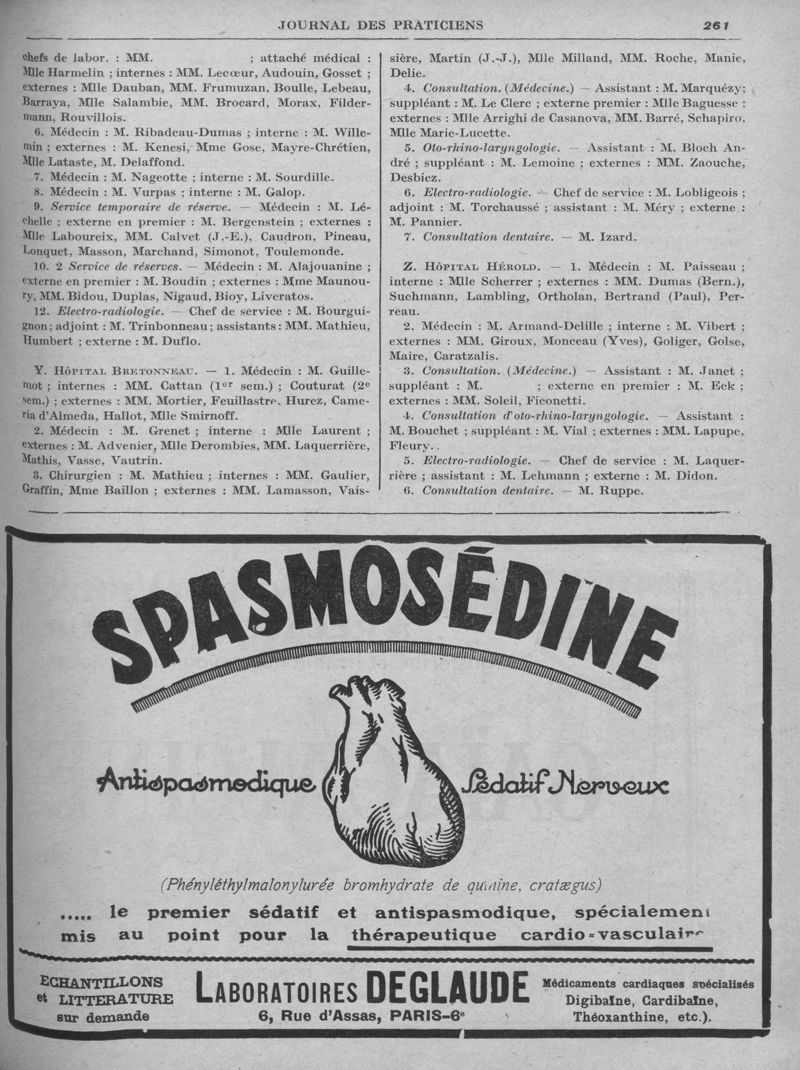 JOURNAL DES PRATICIENS 261
chefs de labor. : MM. ; attaché médical :
Mlle Harmelin ; internes : MM. Lecœur, Audouin, Gosset ;
externes : Mlle Dauban, MM. Frumuzan, Boulle, Lebeau,
Barraya, Mlle Salambie, MM. Brocard, Morax, Filder-
mann, Rouvillois.
6. Médecin : M. Ribadeau-Dumas ; interne : M. Wille-
min ; externes : M. Kenesi, Mme Gose, Mayre-Chrétien,
Mlle Lataste, M. Delaffond.
7. Médecin : M. Nageotte ; interne : M. Sourdille.
8. Médecin : M. Vurpas ; interne : M. Galop.
9. Service temporaire de réserve. — Médecin : M. Lé-
chelle ; externe en premier : M. Bergenstein ; externes :
Mlle Laboureix, MM. Calvet (J.-E.), Caudron, Pineau,
Lonquet, Masson, Marchand, Simonot, Toulemonde.
10. 2 Service de réserves. — Médecin : M. Alajouanine ;
externe en premier : M. Boudin ; externes : Mme Maunou-
ry, MM. Bidou, Duplas, Nigaud, Bioy, Liveratos.
12. Electro-radiologie. — Chef de service : M. Bourgui-
gnon ; adjoint : M. Trinbonneau ; assistants : MM. Mathieu,
Humbert ; externe : M. Duflo.
Y. HÔPITAL BRETONNEAU. — 1. Médecin : M. Guille-
mot ; internes : MM. Cattan (1er sem.) ; Couturat (2e
sem.) ; externes : MM. Mortier, Feuillastre, Hurez, Came-
ria d'Almeda, Hallot, Mlle Smirnoff.
2. Médecin : M. Grenet ; interne : Mlle Laurent ;
externes : M. Advenier, Mlle Derombies, MM. Laquerrière,
Mathis, Vasse, Vautrin.
3. Chirurgien : M. Mathieu ; internes : MM. Gaulier,
Graffin, Mme Baillon ; externes : MM. Lamasson, Vais-
sière, Martin (J.-J.), Mlle Milland, MM. Roche, Manie,
Delic.
4. Consultation. (Médecine.) — Assistant : M. Marquézy ;
suppléant : M. Le Clerc ; externe premier : Mlle Baguesse :
externes : Mlle Arrighi de Casanova, MM. Barré, Schapiro,
Mlle Marie-Lucette.
5. Oto-rhino-laryngologie. — Assistant : M. Bloch An-
dré ; suppléant : M. Lemoine ; externes : MM. Zaouche,
Desbiez.
6. Electro-radiologie. — Chef de service : M. Lobligeois ;
adjoint : M. Torchaussé ; assistant : M. Méry ; externe :
M. Pannier.
7. Consultation dentaire. — M. Izard.
Z. HÔPITAL HÉROLD. — 1. Médecin : M. Paisseau ;
interne : Mlle Scherrer ; externes : MM. Dumas (Bern.),
Suchmann, Lambling, Ortholan, Bertrand (Paul), Per-
reau.
2. Médecin : M. Armand-Delille ; interne : M. Vibert ;
externes : MM. Giroux, Monceau (Yves), Goliger, Golse,
Maire, Caratzalis.
3. Consultation. (Médecine.) — Assistant : M. Janet ;
suppléant : M. ; externe en premier : M. Eck ;
externes : MM. Soleil, Ficonetti.
4. Consultation d'oto-rhino-laryngologie. — Assistant :
M. Bouchet ; suppléant : M. Vial ; externes : MM. Lapupe,
Fleury..
5. Electro-radiologie. — Chef de service : M. Laquer-
rière ; assistant : M. Lehmann ; externe : M. Didon.
6. Consultation dentaire. — M. Ruppe.
SPASMOSÉDINE
Antispasmodique Sédatif Nerveux
(Phényléthylmalonylurée bromhydrate de quinine, cratægus)
..... le premier sédatif et antispasmodique, spécialement
mis au point pour la thérapeutique cardio-vasculaire
ECHANTILLONS
et LITTERATURE
sur demande
LABORATOIRES DEGLAUDE
6, Rue d'Assas, PARIS-6e
Médicaments cardiaques spécialisés
Digibaïne, Cardibaïne,
Théoxanthine, etc.).